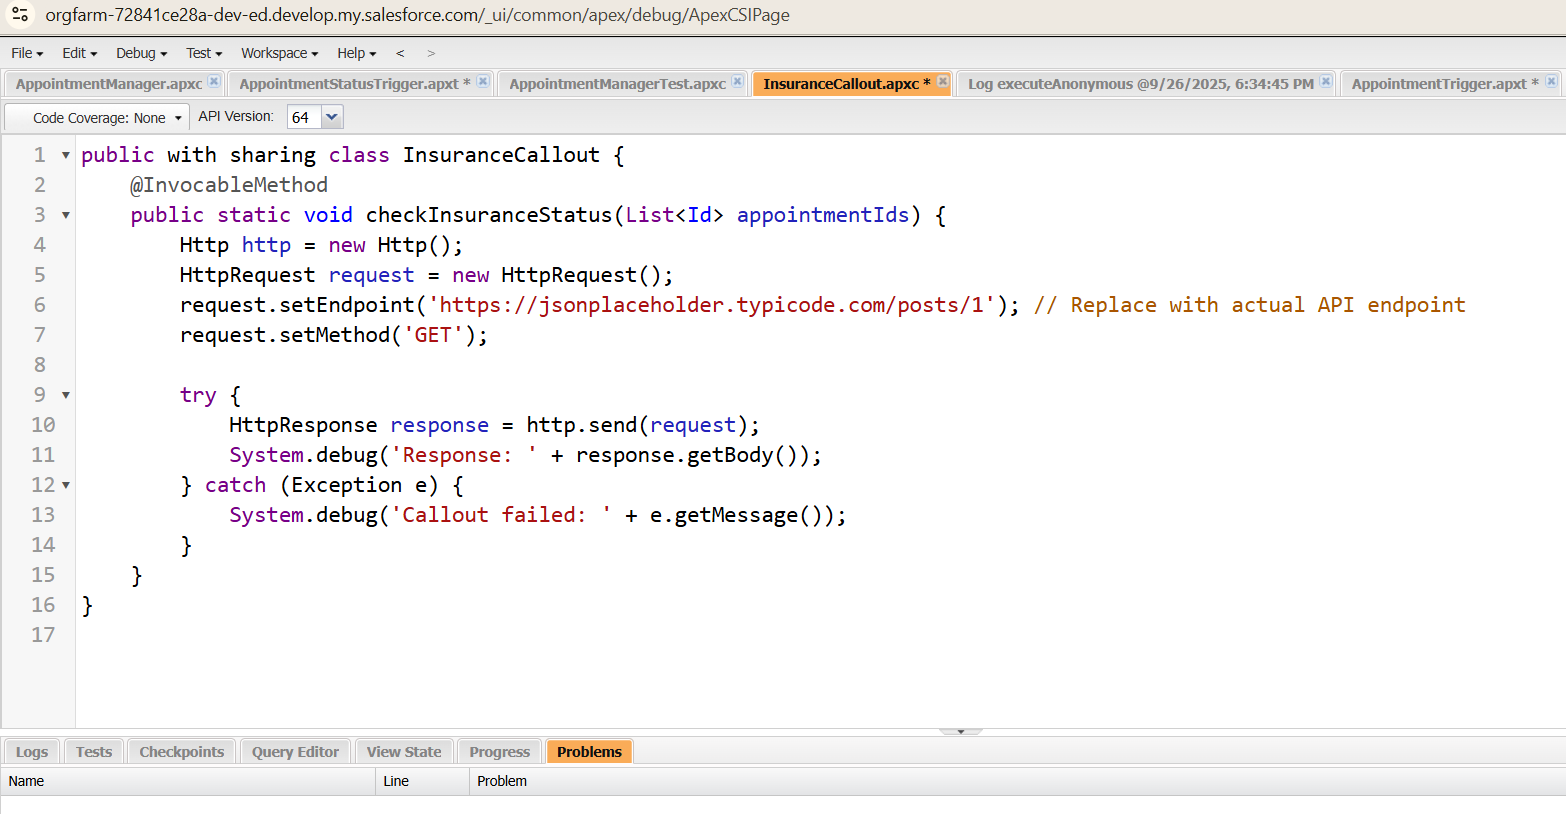 orgfarm-72841ce28a-dev-ed.develop.my.salesforce.com/_ui/common/apex/debug/ApexCSIPage
File Edit Debug Test Workspace Help < >
AppointmentManager.apxc AppointmentStatusTrigger.apxt * AppointmentManagerTest.apxc InsuranceCallout.apxc * Log executeAnonymous @9/26/2025, 6:34:45 PM AppointmentTrigger.apxt *
Code Coverage: None API Version: 64
1 public with sharing class InsuranceCallout {
2     @InvocableMethod
3     public static void checkInsuranceStatus(List<Id> appointmentIds) {
4         Http http = new Http();
5         HttpRequest request = new HttpRequest();
6         request.setEndpoint('https://jsonplaceholder.typicode.com/posts/1'); // Replace with actual API endpoint
7         request.setMethod('GET');
8
9         try {
10             HttpResponse response = http.send(request);
11             System.debug('Response: ' + response.getBody());
12         } catch (Exception e) {
13             System.debug('Callout failed: ' + e.getMessage());
14         }
15     }
16 }
17
Logs Tests Checkpoints Query Editor View State Progress Problems
Name Line Problem